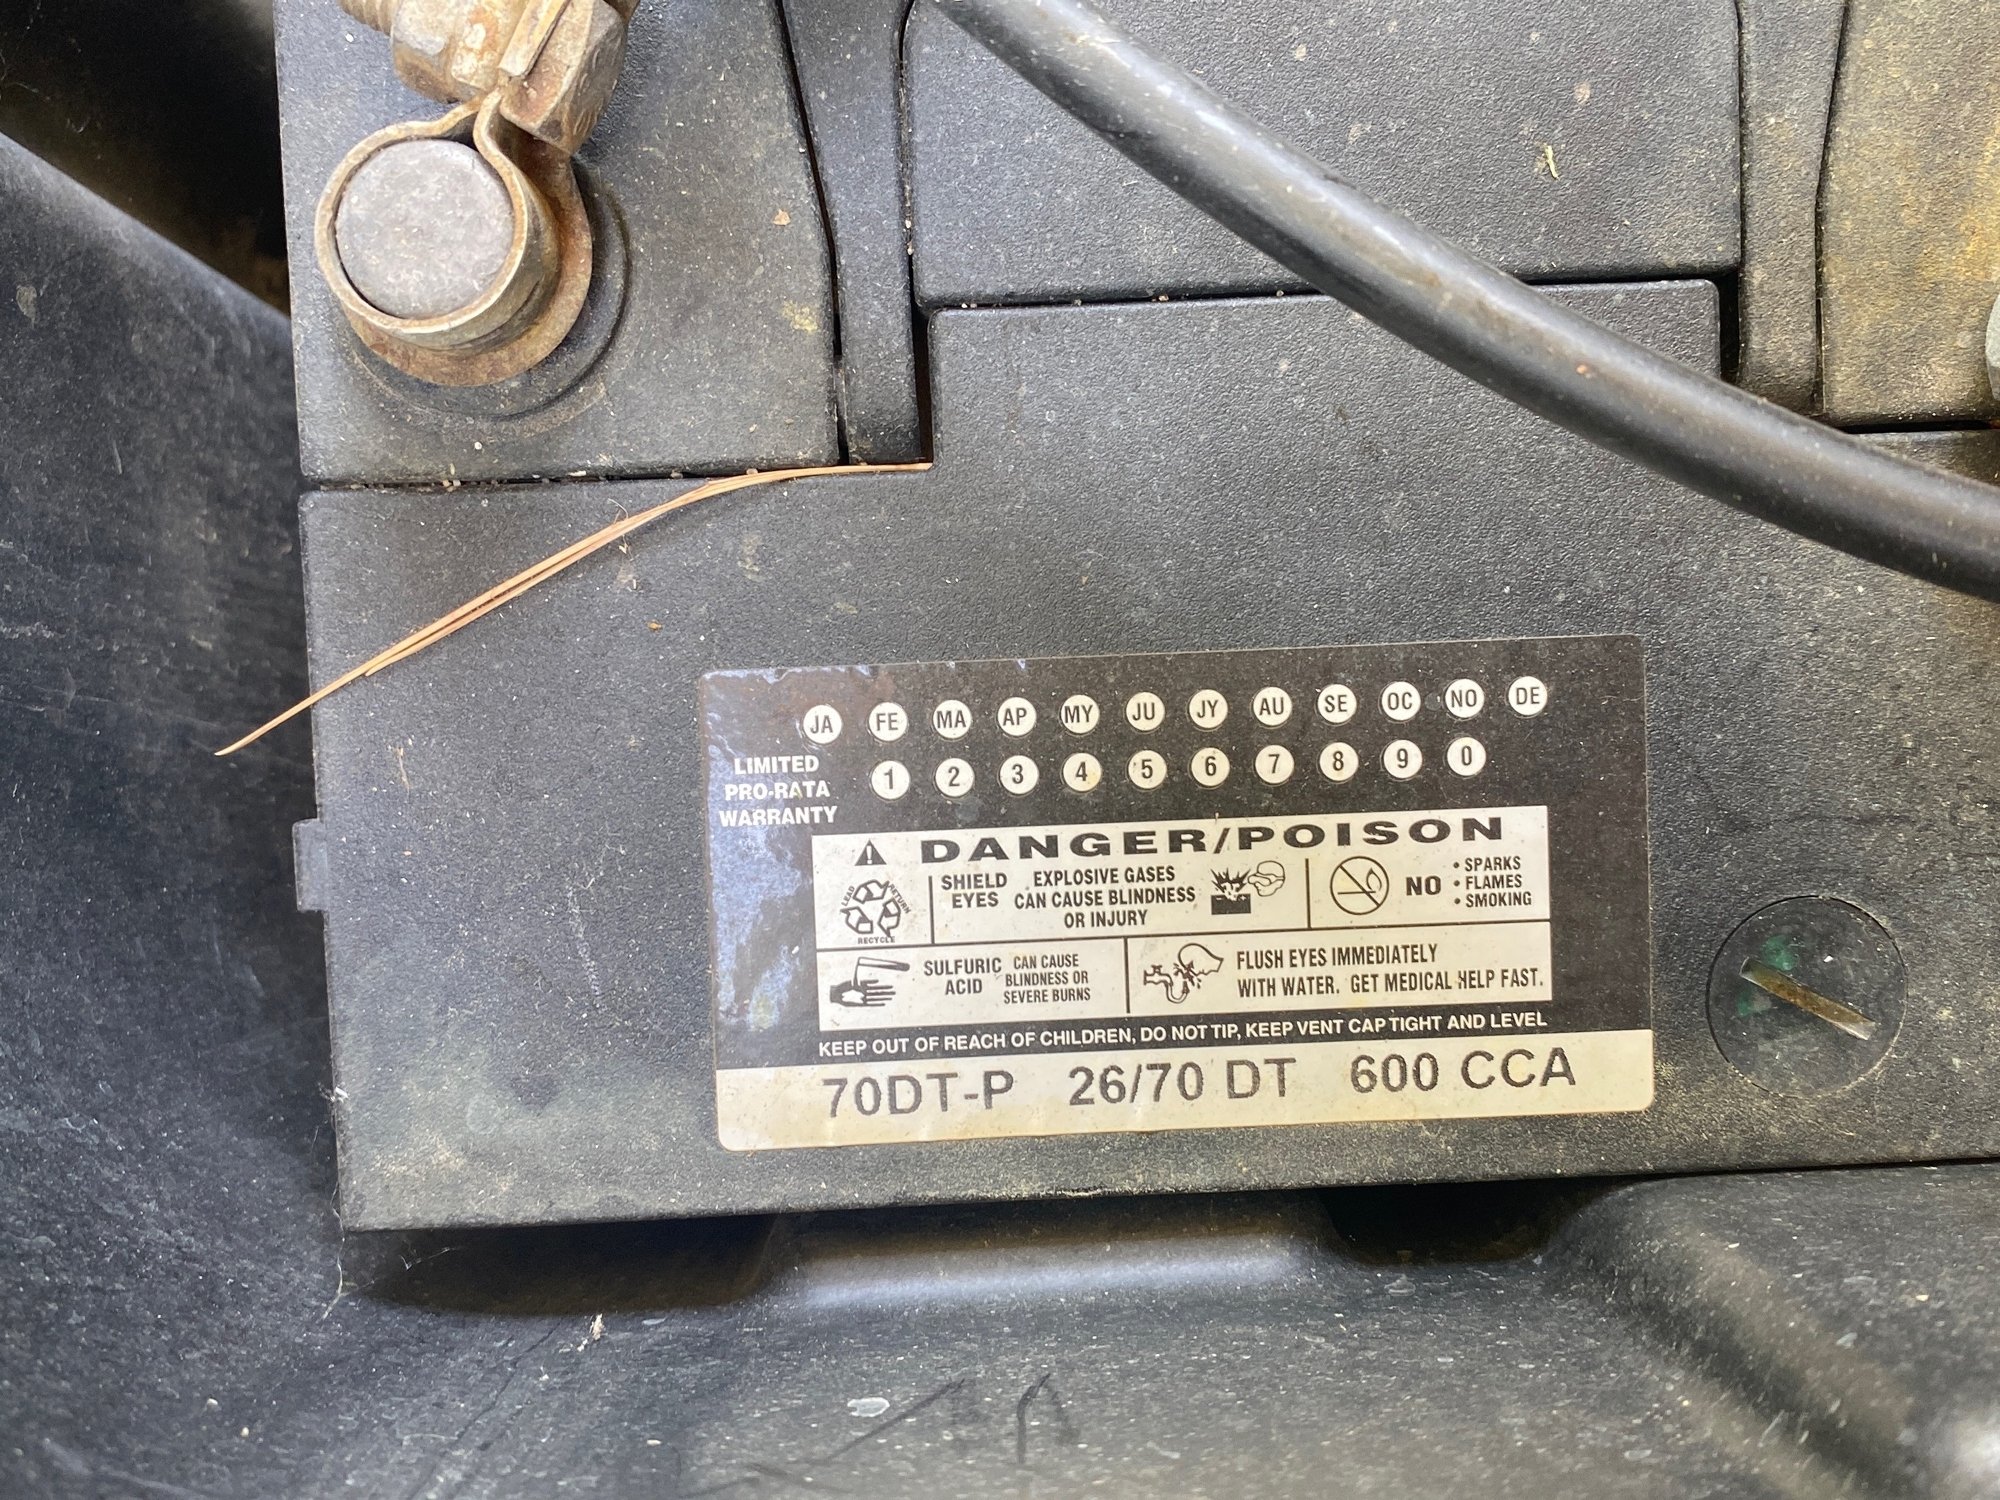 JA FE MA AP MY JU JY AU SE OC NO DE
1 2 3 4 5 6 7 8 9 0
LIMITED
PRO-RATA
WARRANTY
DANGER/POISON
LEAD RETURN
RECYCLE
SHIELD
EYES
EXPLOSIVE GASES
CAN CAUSE BLINDNESS
OR INJURY
NO
• SPARKS
• FLAMES
• SMOKING
SULFURIC
ACID
CAN CAUSE
BLINDNESS OR
SEVERE BURNS
FLUSH EYES IMMEDIATELY
WITH WATER. GET MEDICAL HELP FAST.
KEEP OUT OF REACH OF CHILDREN, DO NOT TIP, KEEP VENT CAP TIGHT AND LEVEL
70DT-P 26/70 DT 600 CCA